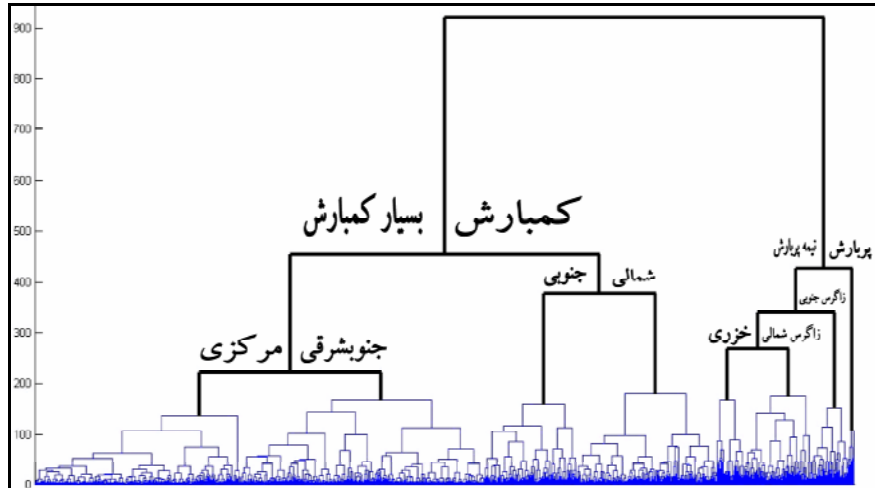 900
800
700
600
500
400
300
200
100
0
بسیار کمبارش
کمبارش
نیمه پربارش
پربارش
جنوبی
شمالی
زاگرس جنوبی
مرکزی
جنوبشرقی
خزری
زاگرس شمالی